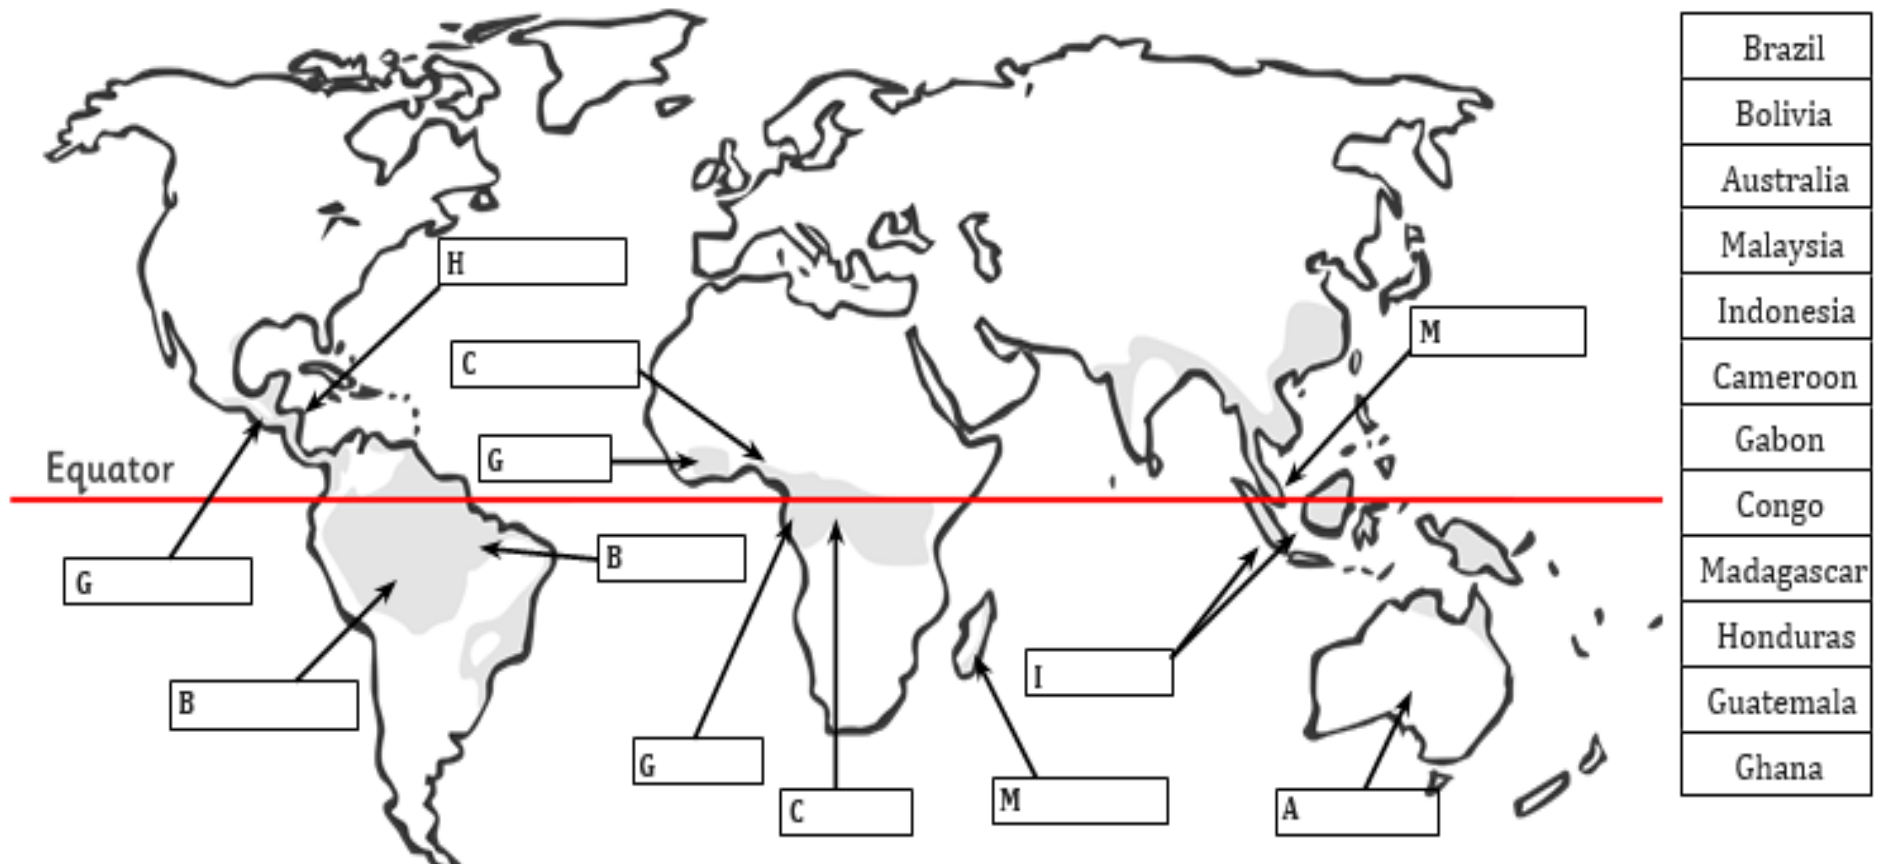 H
C
M
G
Equator
G
B
B
I
G
M
C
A
Brazil
Bolivia
Australia
Malaysia
Indonesia
Cameroon
Gabon
Congo
Madagascar
Honduras
Guatemala
Ghana